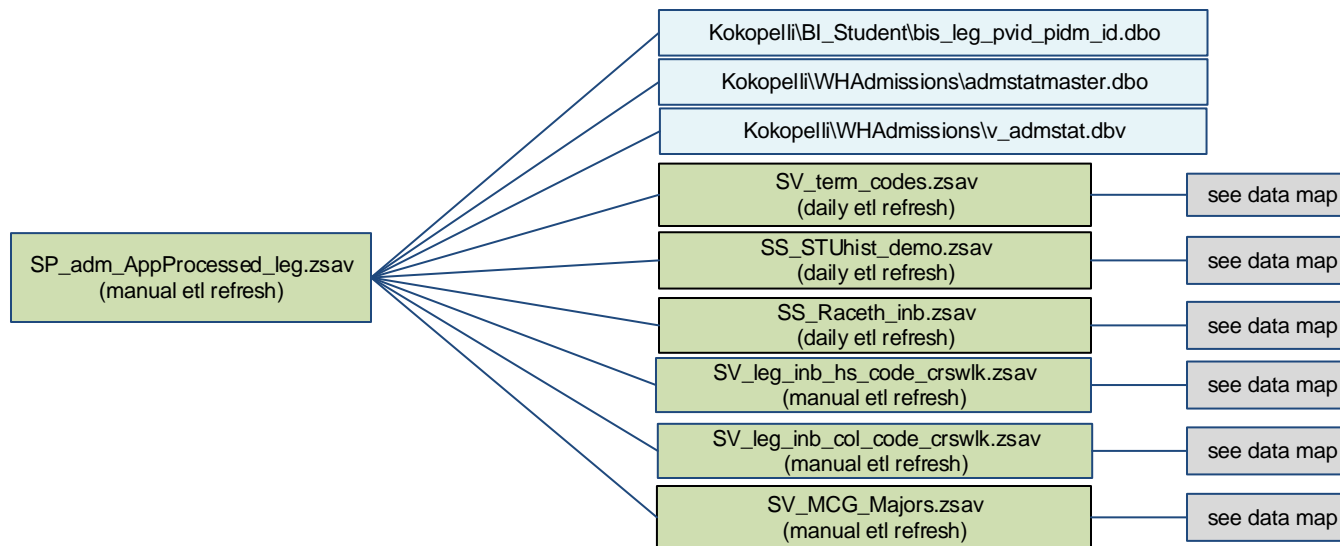 Kokopelli\BI_Student\bis_leg_pvid_pidm_id.dbo
Kokopelli\WHAdmissions\admstatmaster.dbo
Kokopelli\WHAdmissions\v_admstat.dbv
SV_term_codes.zsav
(daily etl refresh)
see data map
SS_STUhist_demo.zsav
(daily etl refresh)
see data map
SP_adm_AppProcessed_leg.zsav
(manual etl refresh)
SS_Raceth_inb.zsav
(daily etl refresh)
see data map
SV_leg_inb_hs_code_crswlk.zsav
(manual etl refresh)
see data map
SV_leg_inb_col_code_crswlk.zsav
(manual etl refresh)
see data map
SV_MCG_Majors.zsav
(manual etl refresh)
see data map